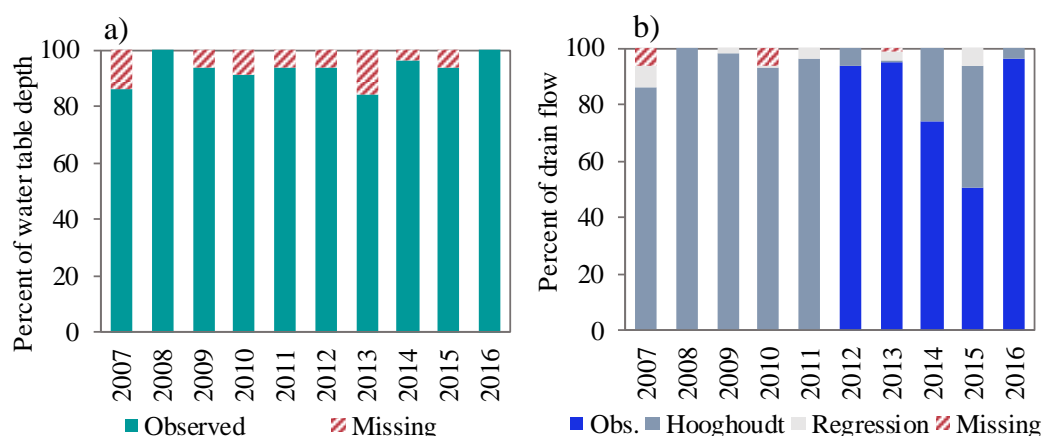 a)
Percent of water table depth
100
80
60
40
20
0
2007 2008 2009 2010 2011 2012 2013 2014 2015 2016
Observed Missing
b)
Percent of drain flow
100
80
60
40
20
0
2007 2008 2009 2010 2011 2012 2013 2014 2015 2016
Obs. Hooghoudt Regression Missing